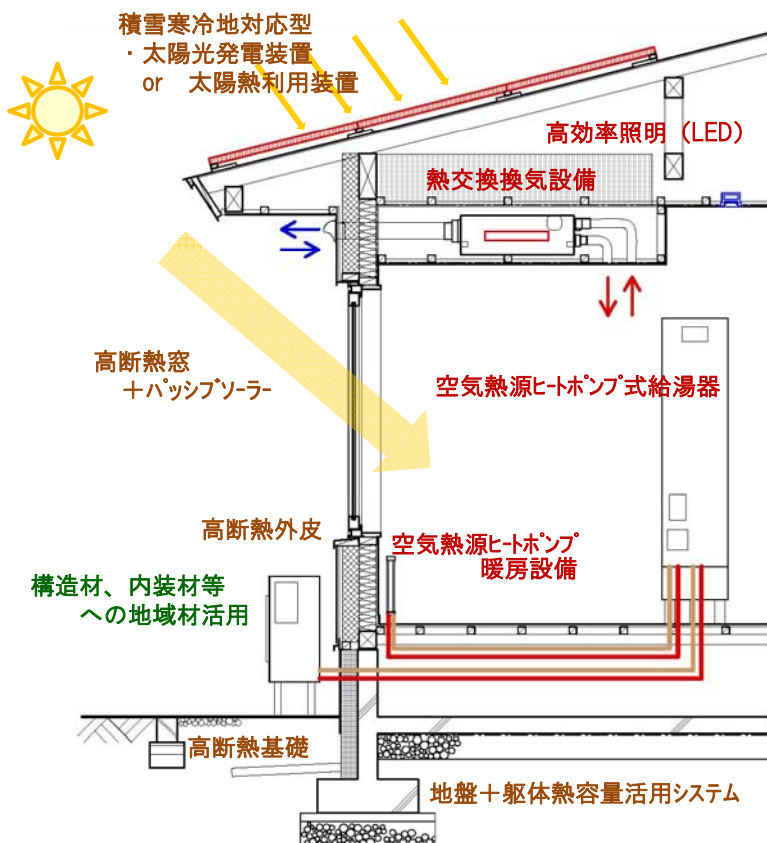 積雪寒冷地対応型
・太陽光発電装置
or 太陽熱利用装置
高効率照明（LED）
熱交換換気設備
高断熱窓
＋パッシブソーラー
空気熱源ヒートポンプ式給湯器
高断熱外皮
空気熱源ヒートポンプ
暖房設備
構造材、内装材等
への地域材活用
高断熱基礎
地盤＋躯体熱容量活用システム